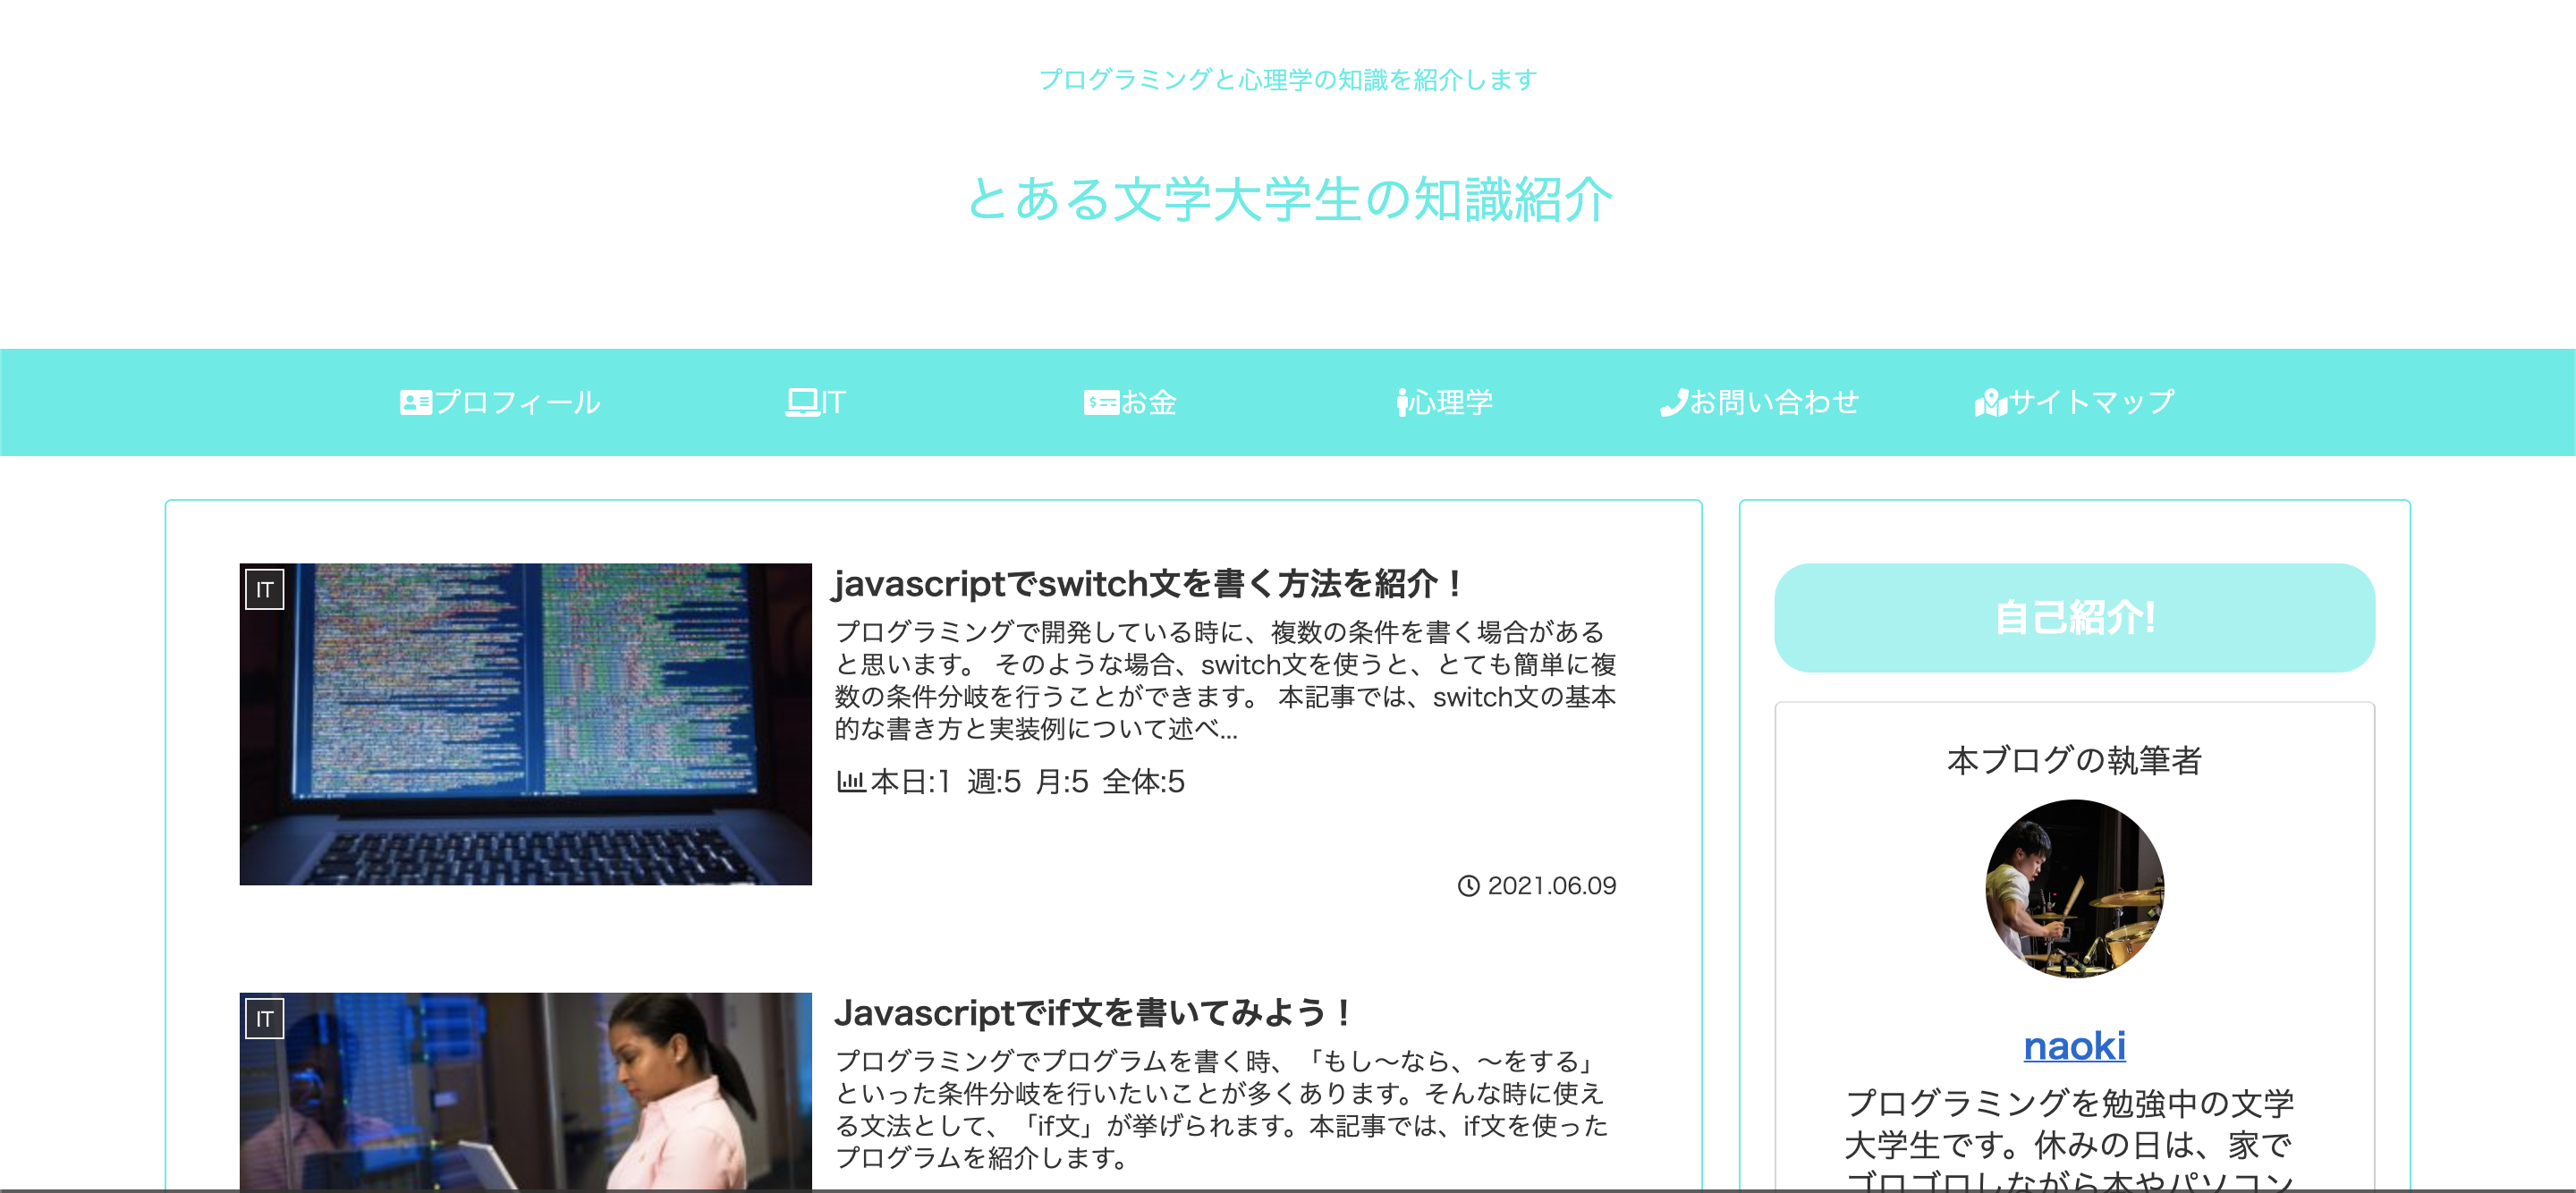 プログラミングと心理学の知識を紹介します
とある文学大学生の知識紹介
プロフィール IT お金 心理学 お問い合わせ サイトマップ
IT
javascriptでswitch文を書く方法を紹介！
プログラミングで開発している時に、複数の条件を書く場合がある
と思います。 そのような場合、switch文を使うと、とても簡単に複
数の条件分岐を行うことができます。 本記事では、switch文の基本
的な書き方と実装例について述べ...
本日:1 週:5 月:5 全体:5
2021.06.09
IT
Javascriptでif文を書いてみよう！
プログラミングでプログラムを書く時、「もし〜なら、〜をする」
といった条件分岐を行いたいことが多くあります。そんな時に使え
る文法として、「if文」が挙げられます。本記事では、if文を使った
プログラムを紹介します。
自己紹介!
本ブログの執筆者
naoki
プログラミングを勉強中の文学
大学生です。休みの日は、家で
ゴロゴロしながら本やパソコン